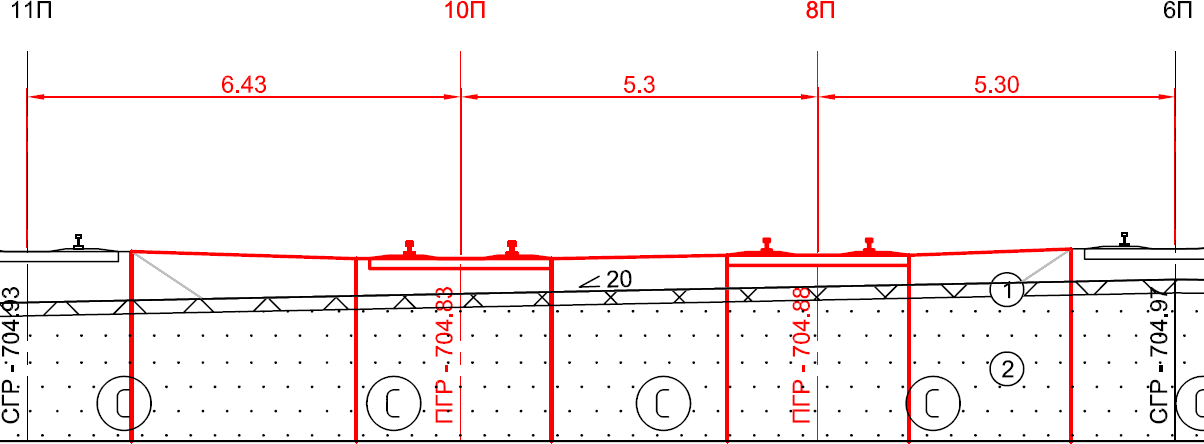 11П 10П 8П 6П
6.43 5.3 5.30
20
1
2
СГР - 704.93
ПГР - 704.83
ПГР - 704.88
СГР - 704.97
С С С С С